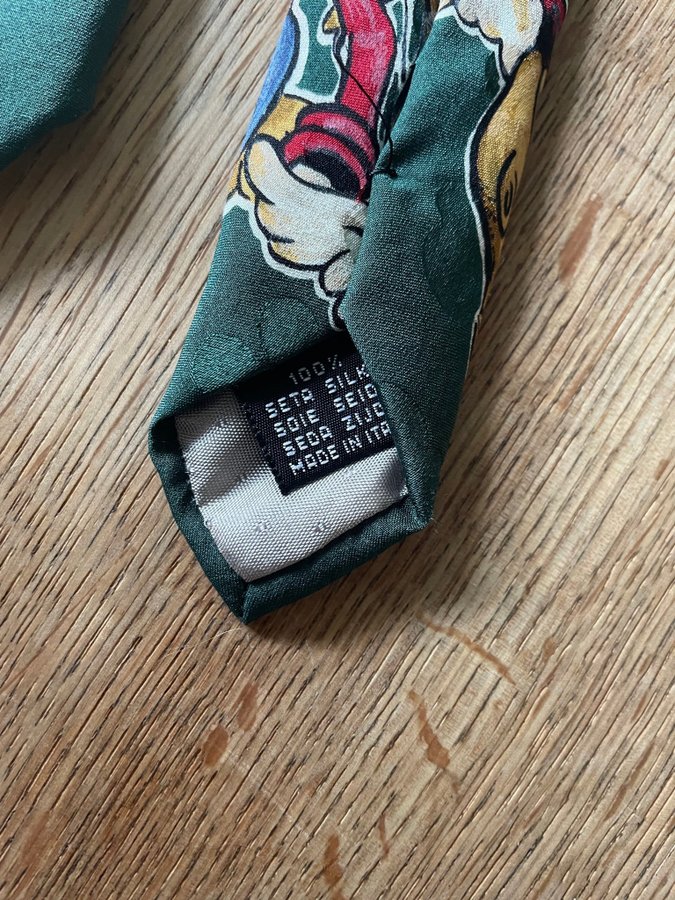 100%
SETA SILK
SOIE SEID
SEDA ZIJD
MADE IN ITA